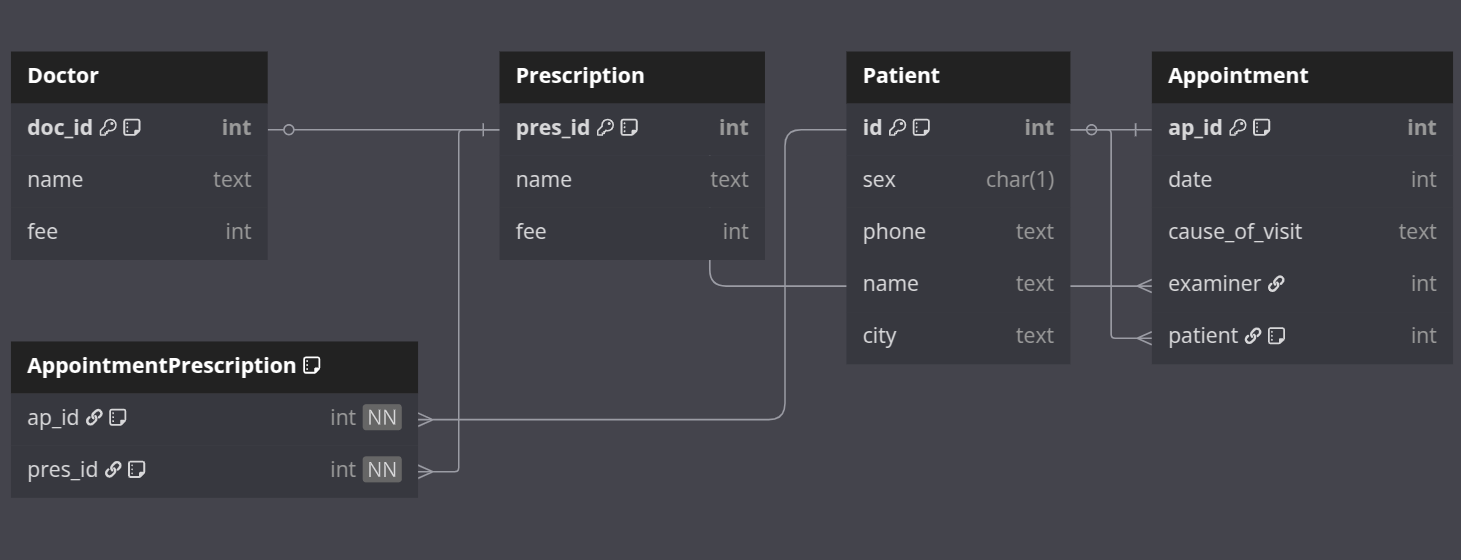 Doctor
doc_id int
name text
fee int
Prescription
pres_id int
name text
fee int
Patient
id int
sex char(1)
phone text
name text
city text
Appointment
ap_id int
date int
cause_of_visit text
examiner int
patient int
AppointmentPrescription
ap_id int NN
pres_id int NN